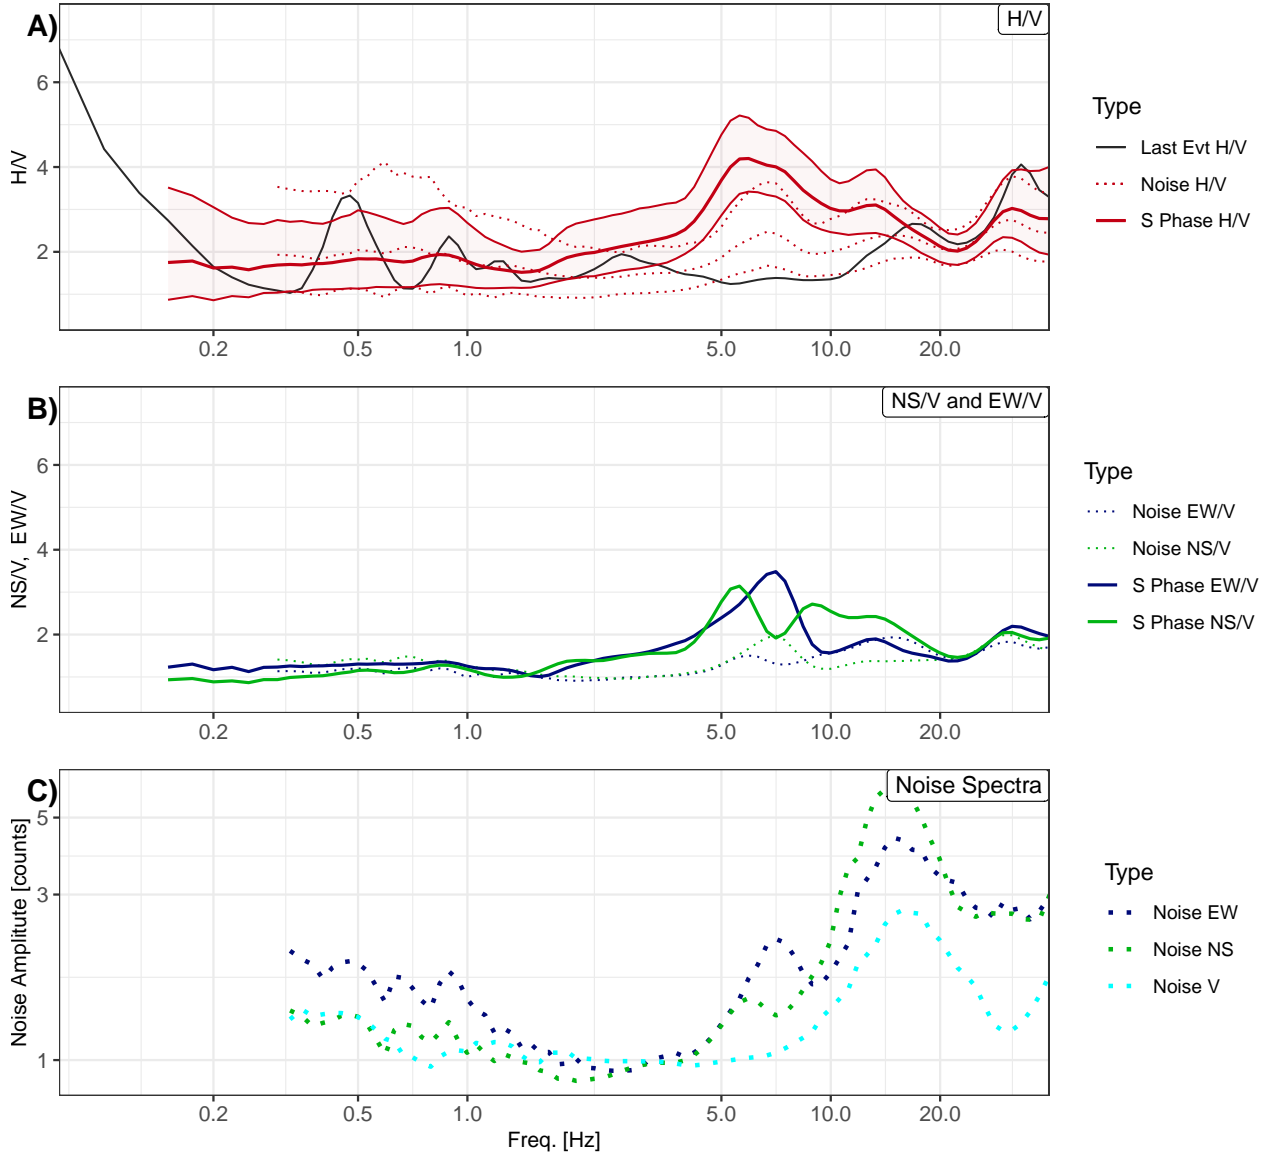 A)
H/V
H/V
6
4
2
0.2 0.5 1.0 5.0 10.0 20.0
Type
Last Evt H/V
Noise H/V
S Phase H/V
B)
NS/V and EW/V
NS/V, EW/V
6
4
2
0.2 0.5 1.0 5.0 10.0 20.0
Type
Noise EW/V
Noise NS/V
S Phase EW/V
S Phase NS/V
C)
Noise Spectra
Noise Amplitude [counts]
5
3
1
0.2 0.5 1.0 5.0 10.0 20.0
Freq. [Hz]
Type
Noise EW
Noise NS
Noise V